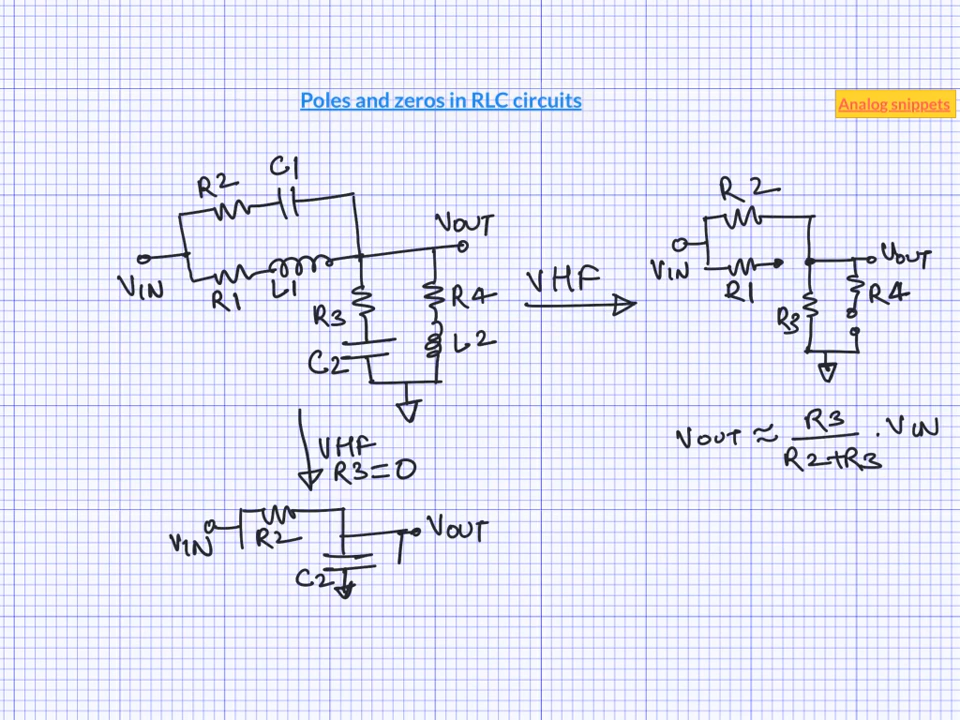 Poles and zeros in RLC circuits
Analog snippets
C1
R2
VIN
R1
L1
VOUT
R3
R4
C2
L2
VHF
R2
VIN
R1
VOUT
R3
R4
VOUT ≈ R3 / R2+R3 . VIN
VHF
R3=0
VIN
R2
VOUT
C2